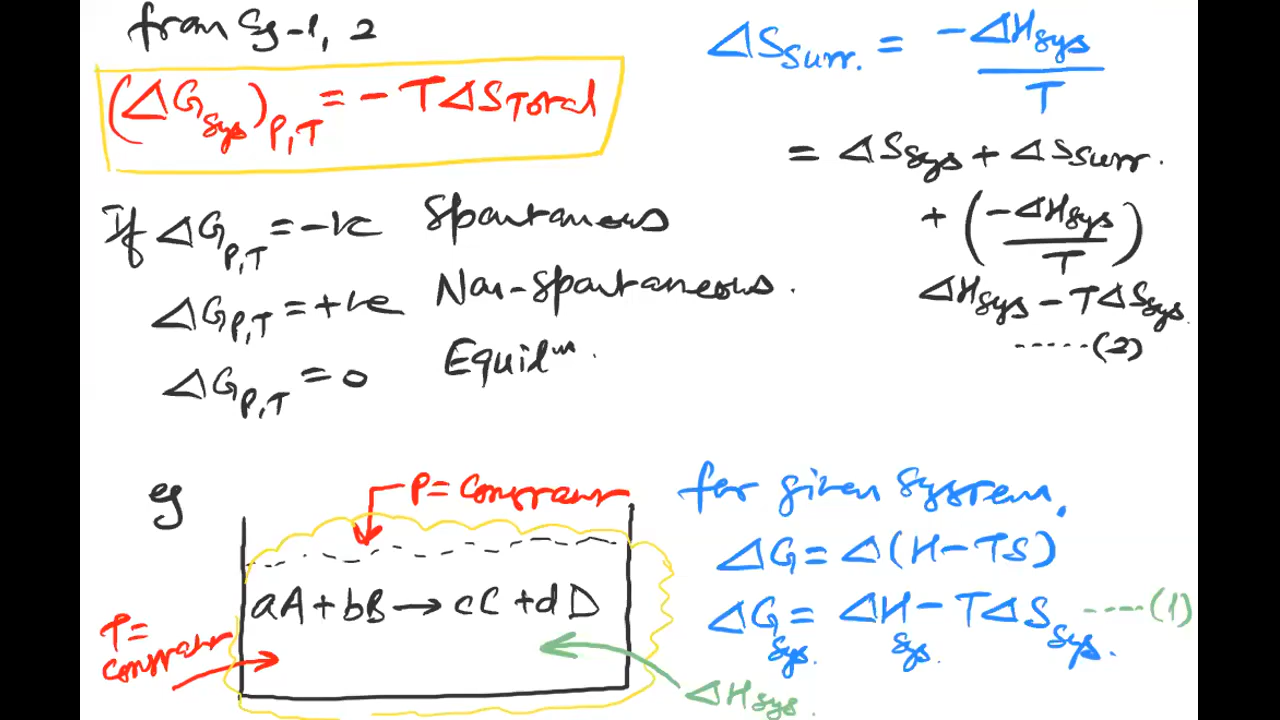 from Eq-1, 2
(ΔG_sys)_P,T = - TΔS_Total
If ΔG_P,T = -ve Spontaneous
ΔG_P,T = +ve Non-spontaneous.
ΔG_P,T = 0 Equil^m.
ΔS_surr. = -ΔH_sys / T
= ΔS_sys + ΔS_surr.
+ (-ΔH_sys / T)
ΔH_sys - TΔS_sys.
.....(2)
eg
P = constant
aA + bB → cC + dD
T =
constant
ΔH_sys.
for given system,
ΔG = Δ(H-TS)
ΔG_sys. = ΔH_sys. - TΔS_sys. ....(1)